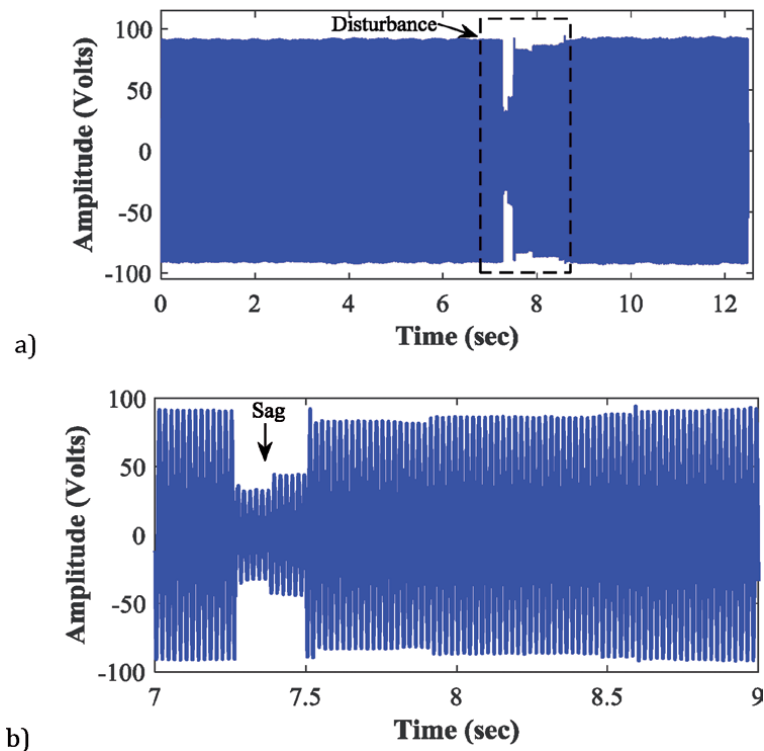 Disturbance
100
50
0
-50
-100
Amplitude (Volts)
0 2 4 6 8 10 12
Time (sec)
a)
Sag
100
50
0
-50
-100
Amplitude (Volts)
7 7.5 8 8.5 9
Time (sec)
b)